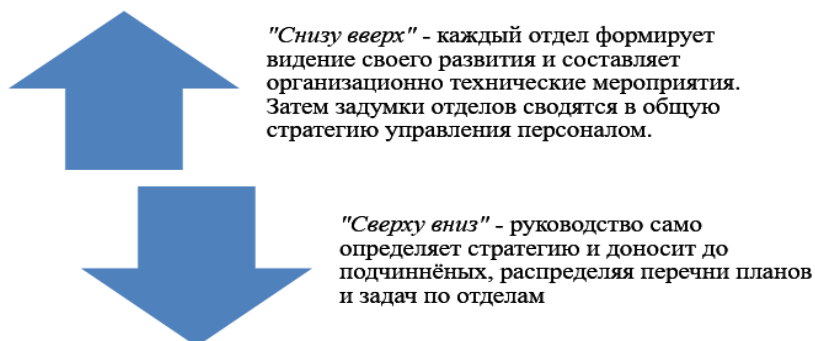 "Снизу вверх" - каждый отдел формирует
видение своего развития и составляет
организационно технические мероприятия.
Затем задумки отделов сводятся в общую
стратегию управления персоналом.
"Сверху вниз" - руководство само
определяет стратегию и доносит до
подчиннёных, распределяя перечни планов
и задач по отделам